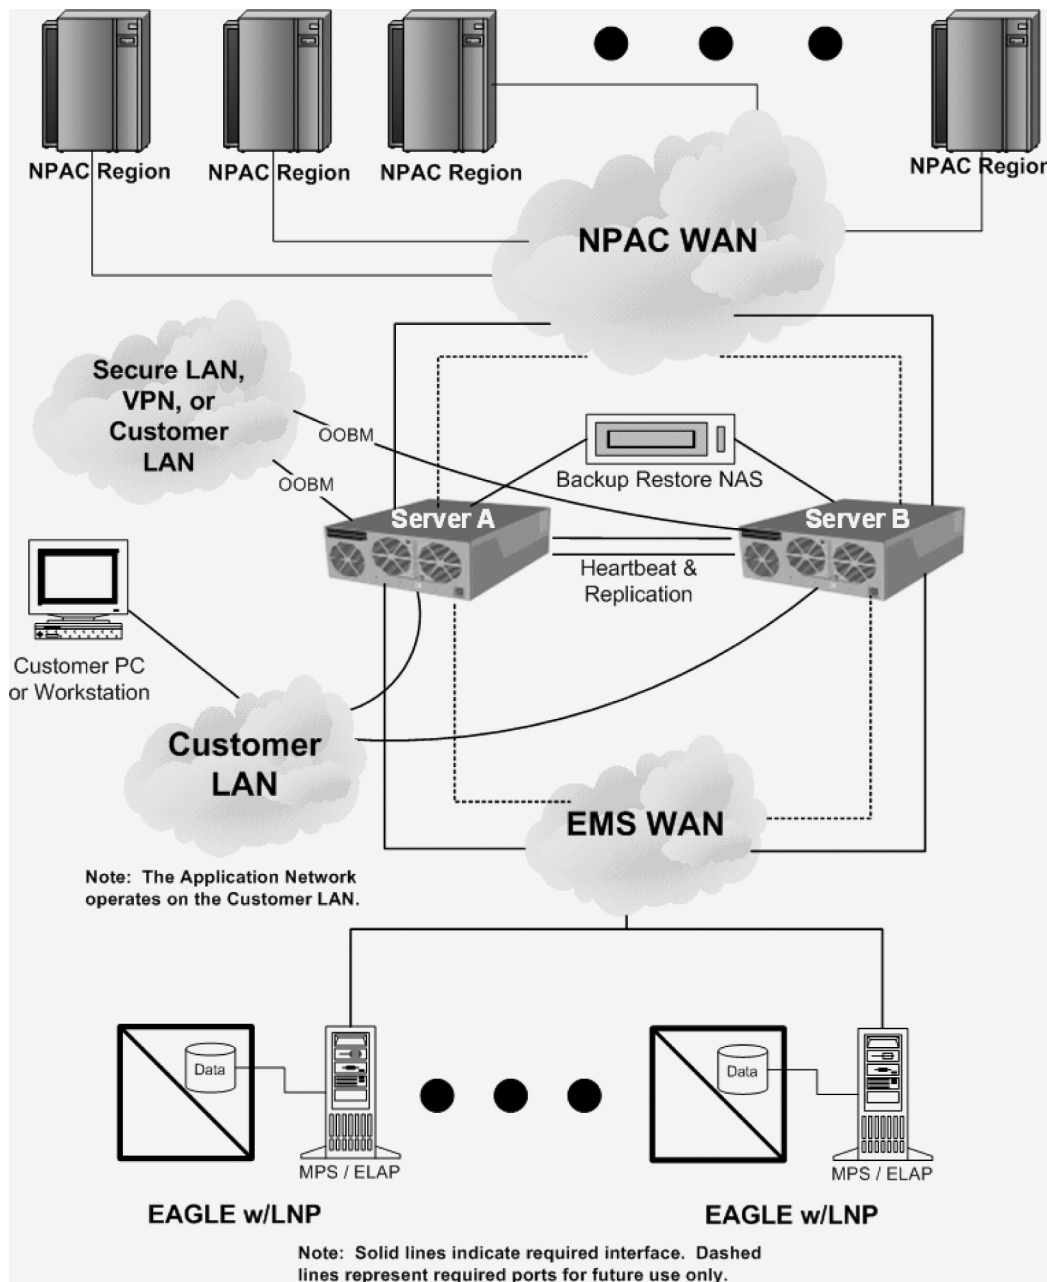 NPAC Region
NPAC Region
NPAC Region
NPAC Region
NPAC WAN
Secure LAN,
VPN, or
Customer
LAN
OOBM
OOBM
Backup Restore NAS
Server A
Server B
Heartbeat &
Replication
Customer PC
or Workstation
Customer
LAN
EMS WAN
Note: The Application Network
operates on the Customer LAN.
Data
Data
MPS / ELAP
MPS / ELAP
EAGLE w/LNP
EAGLE w/LNP
Note: Solid lines indicate required interface. Dashed
lines represent required ports for future use only.